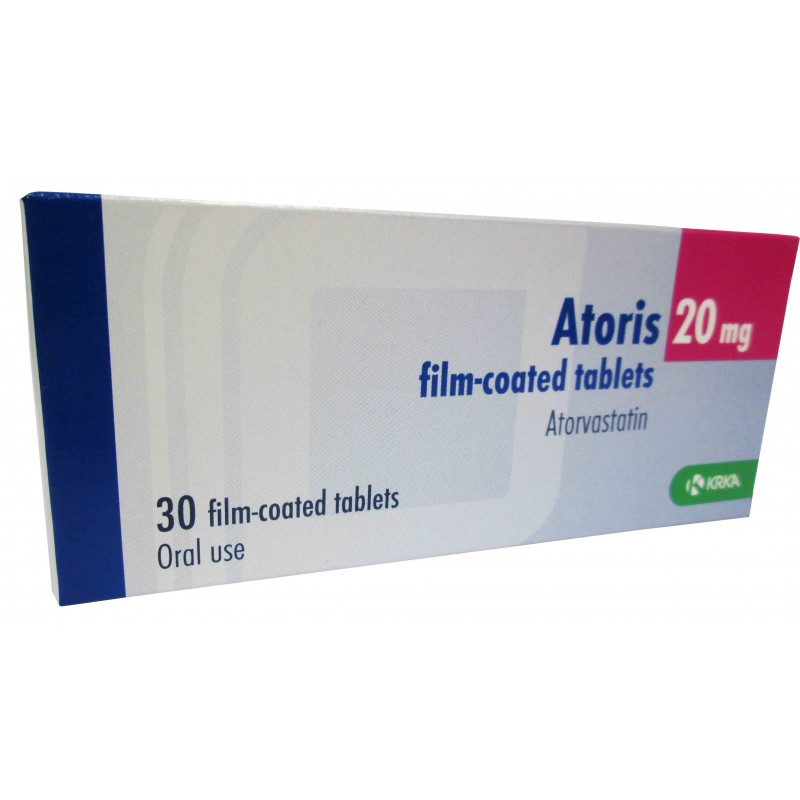 Atoris 20 mg
film-coated tablets
Atorvastatin
KRKA
30 film-coated tablets
Oral use